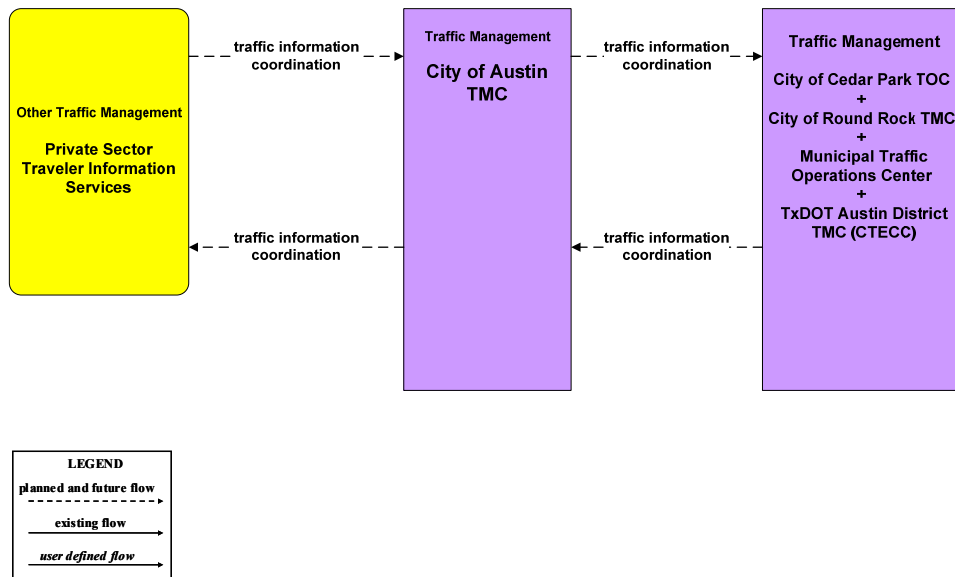 Other Traffic Management
Private Sector
Traveler Information
Services
traffic information
coordination
traffic information
coordination
Traffic Management
City of Austin
TMC
traffic information
coordination
traffic information
coordination
Traffic Management
City of Cedar Park TOC
+
City of Round Rock TMC
+
Municipal Traffic
Operations Center
+
TxDOT Austin District
TMC (CTECC)
LEGEND
planned and future flow
existing flow
user defined flow